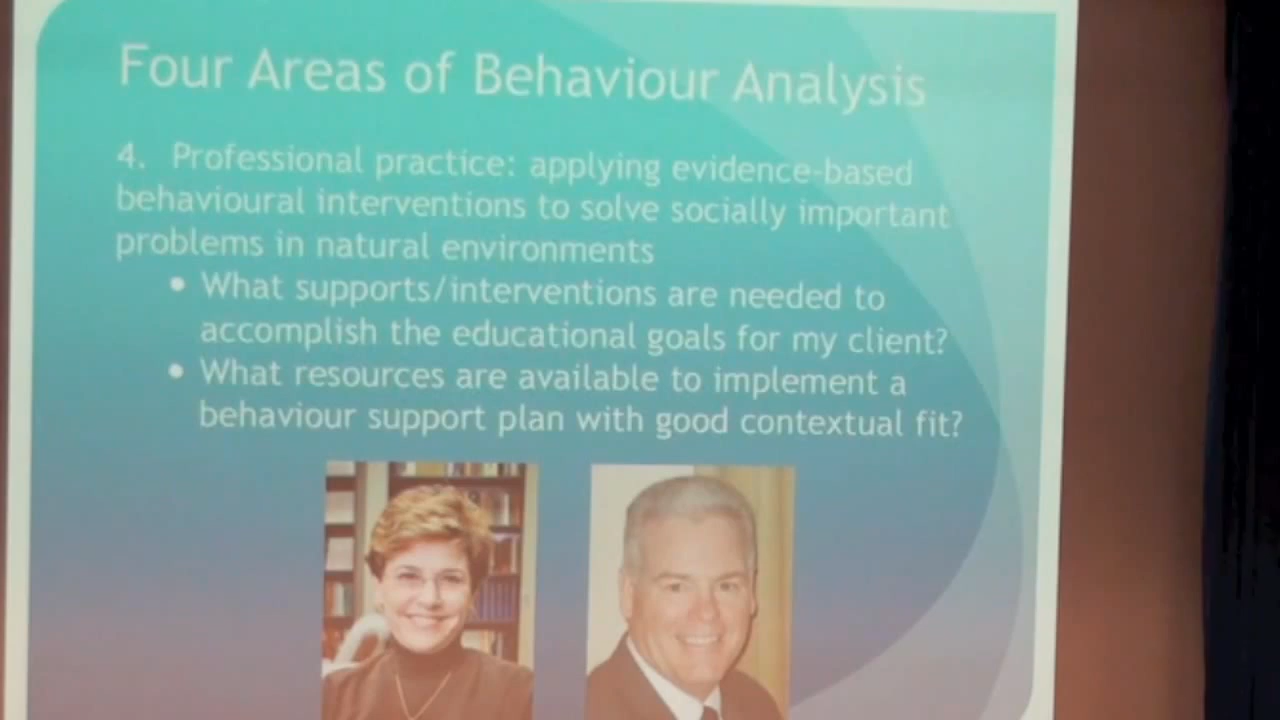 Four Areas of Behaviour Analysis
4. Professional practice: applying evidence-based
behavioural interventions to solve socially important
problems in natural environments
• What supports/interventions are needed to
accomplish the educational goals for my client?
• What resources are available to implement a
behaviour support plan with good contextual fit?